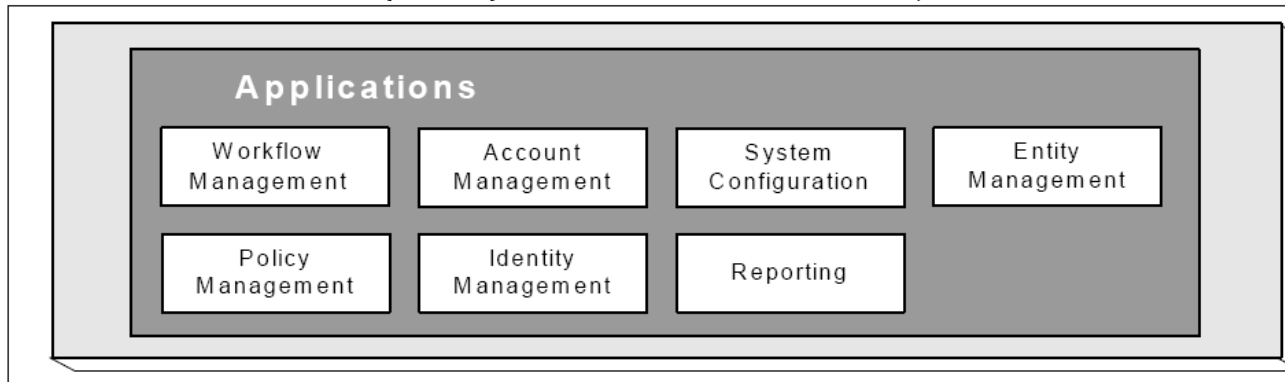 Applications
Workflow
Management
Account
Management
System
Configuration
Entity
Management
Policy
Management
Identity
Management
Reporting